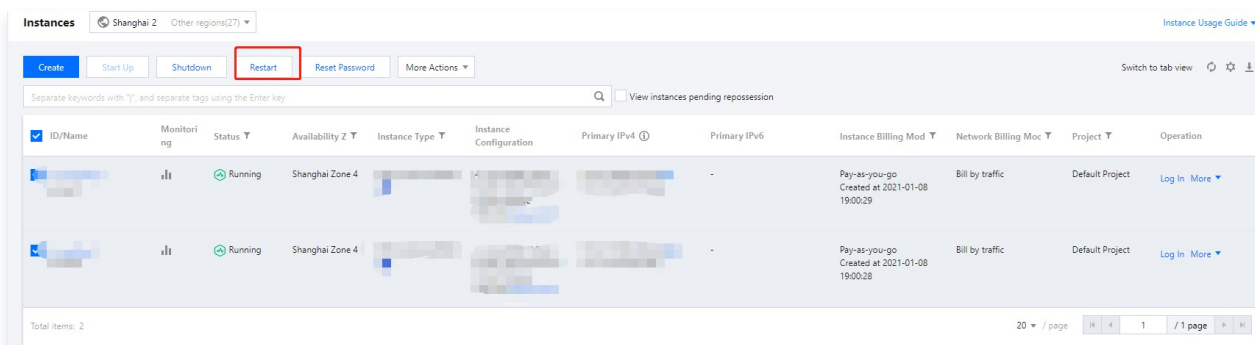 Instances Shanghai 2 Other regions(27) Instance Usage Guide
Create Start Up Shutdown Restart Reset Password More Actions Switch to tab view
Separate keywords with "|", and separate tags using the Enter key View instances pending repossession
ID/Name Monitori Status Availability Z Instance Type Instance Primary IPv4 Primary IPv6 Instance Billing Mod Network Billing Moc Project Operation
ng Configuration
Running Shanghai Zone 4 - Pay-as-you-go Bill by traffic Default Project Log In More
Created at 2021-01-08
19:00:29
Running Shanghai Zone 4 - Pay-as-you-go Bill by traffic Default Project Log In More
Created at 2021-01-08
19:00:28
Total items: 2 20 / page 1 / 1 page